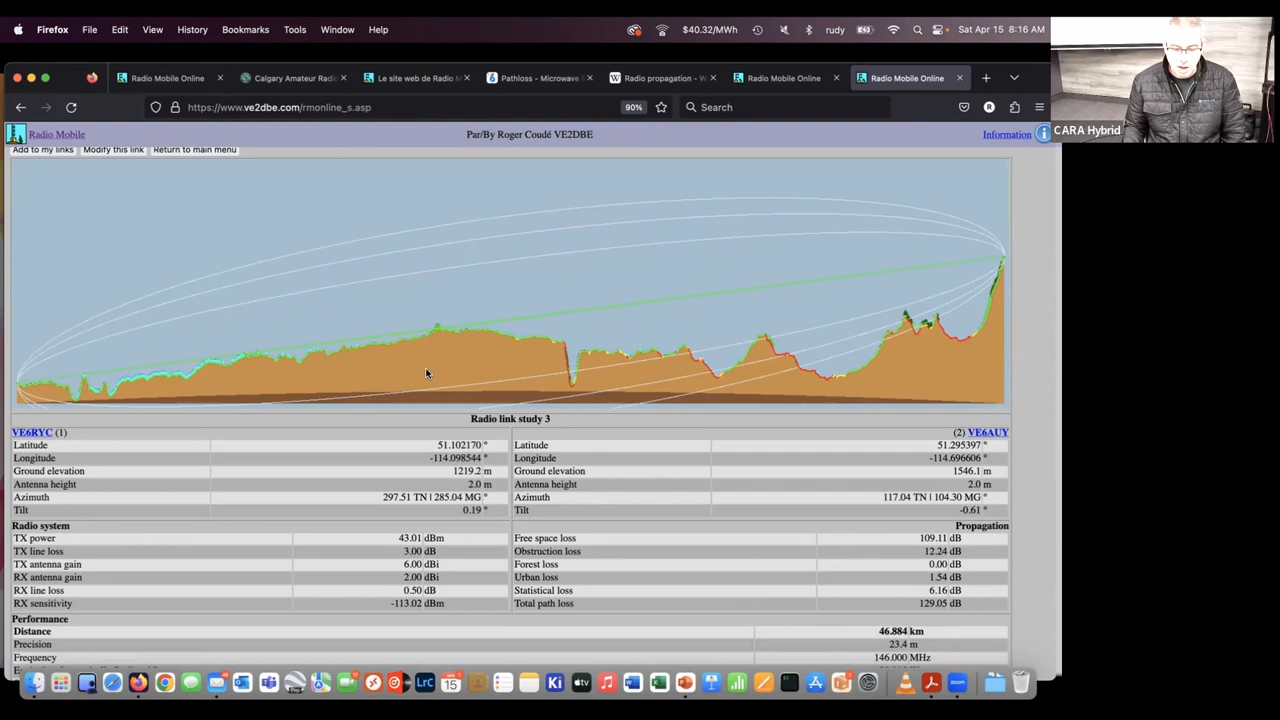 Firefox File Edit View History Bookmarks Tools Window Help $40.32/MWh rudy Sat Apr 15 8:16 AM
Radio Mobile Online Calgary Amateur Radi Le site web de Radio M Pathloss - Microwave Radio propagation - W Radio Mobile Online Radio Mobile Online
https://www.ve2dbe.com/rmonline_s.asp 90% Search
CARA Hybrid
Radio Mobile Par/By Roger Coudé VE2DBE Information
Add to my links Modify this link Return to main menu
Radio link study 3
VE6RYC (1) (2) VE6AUY
Latitude 51.102170 ° Latitude 51.295397 °
Longitude -114.098544 ° Longitude -114.696606 °
Ground elevation 1219.2 m Ground elevation 1546.1 m
Antenna height 2.0 m Antenna height 2.0 m
Azimuth 297.51 TN | 285.04 MG ° Azimuth 117.04 TN | 104.30 MG °
Tilt 0.19 ° Tilt -0.61 °
Radio system Propagation
TX power 43.01 dBm Free space loss 109.11 dB
TX line loss 3.00 dB Obstruction loss 12.24 dB
TX antenna gain 6.00 dBi Forest loss 0.00 dB
RX antenna gain 2.00 dBi Urban loss 1.54 dB
RX line loss 0.50 dB Statistical loss 6.16 dB
RX sensitivity -113.02 dBm Total path loss 129.05 dB
Performance
Distance 46.884 km
Precision 23.4 m
Frequency 146.000 MHz
LrC 15 Ki tv zoom